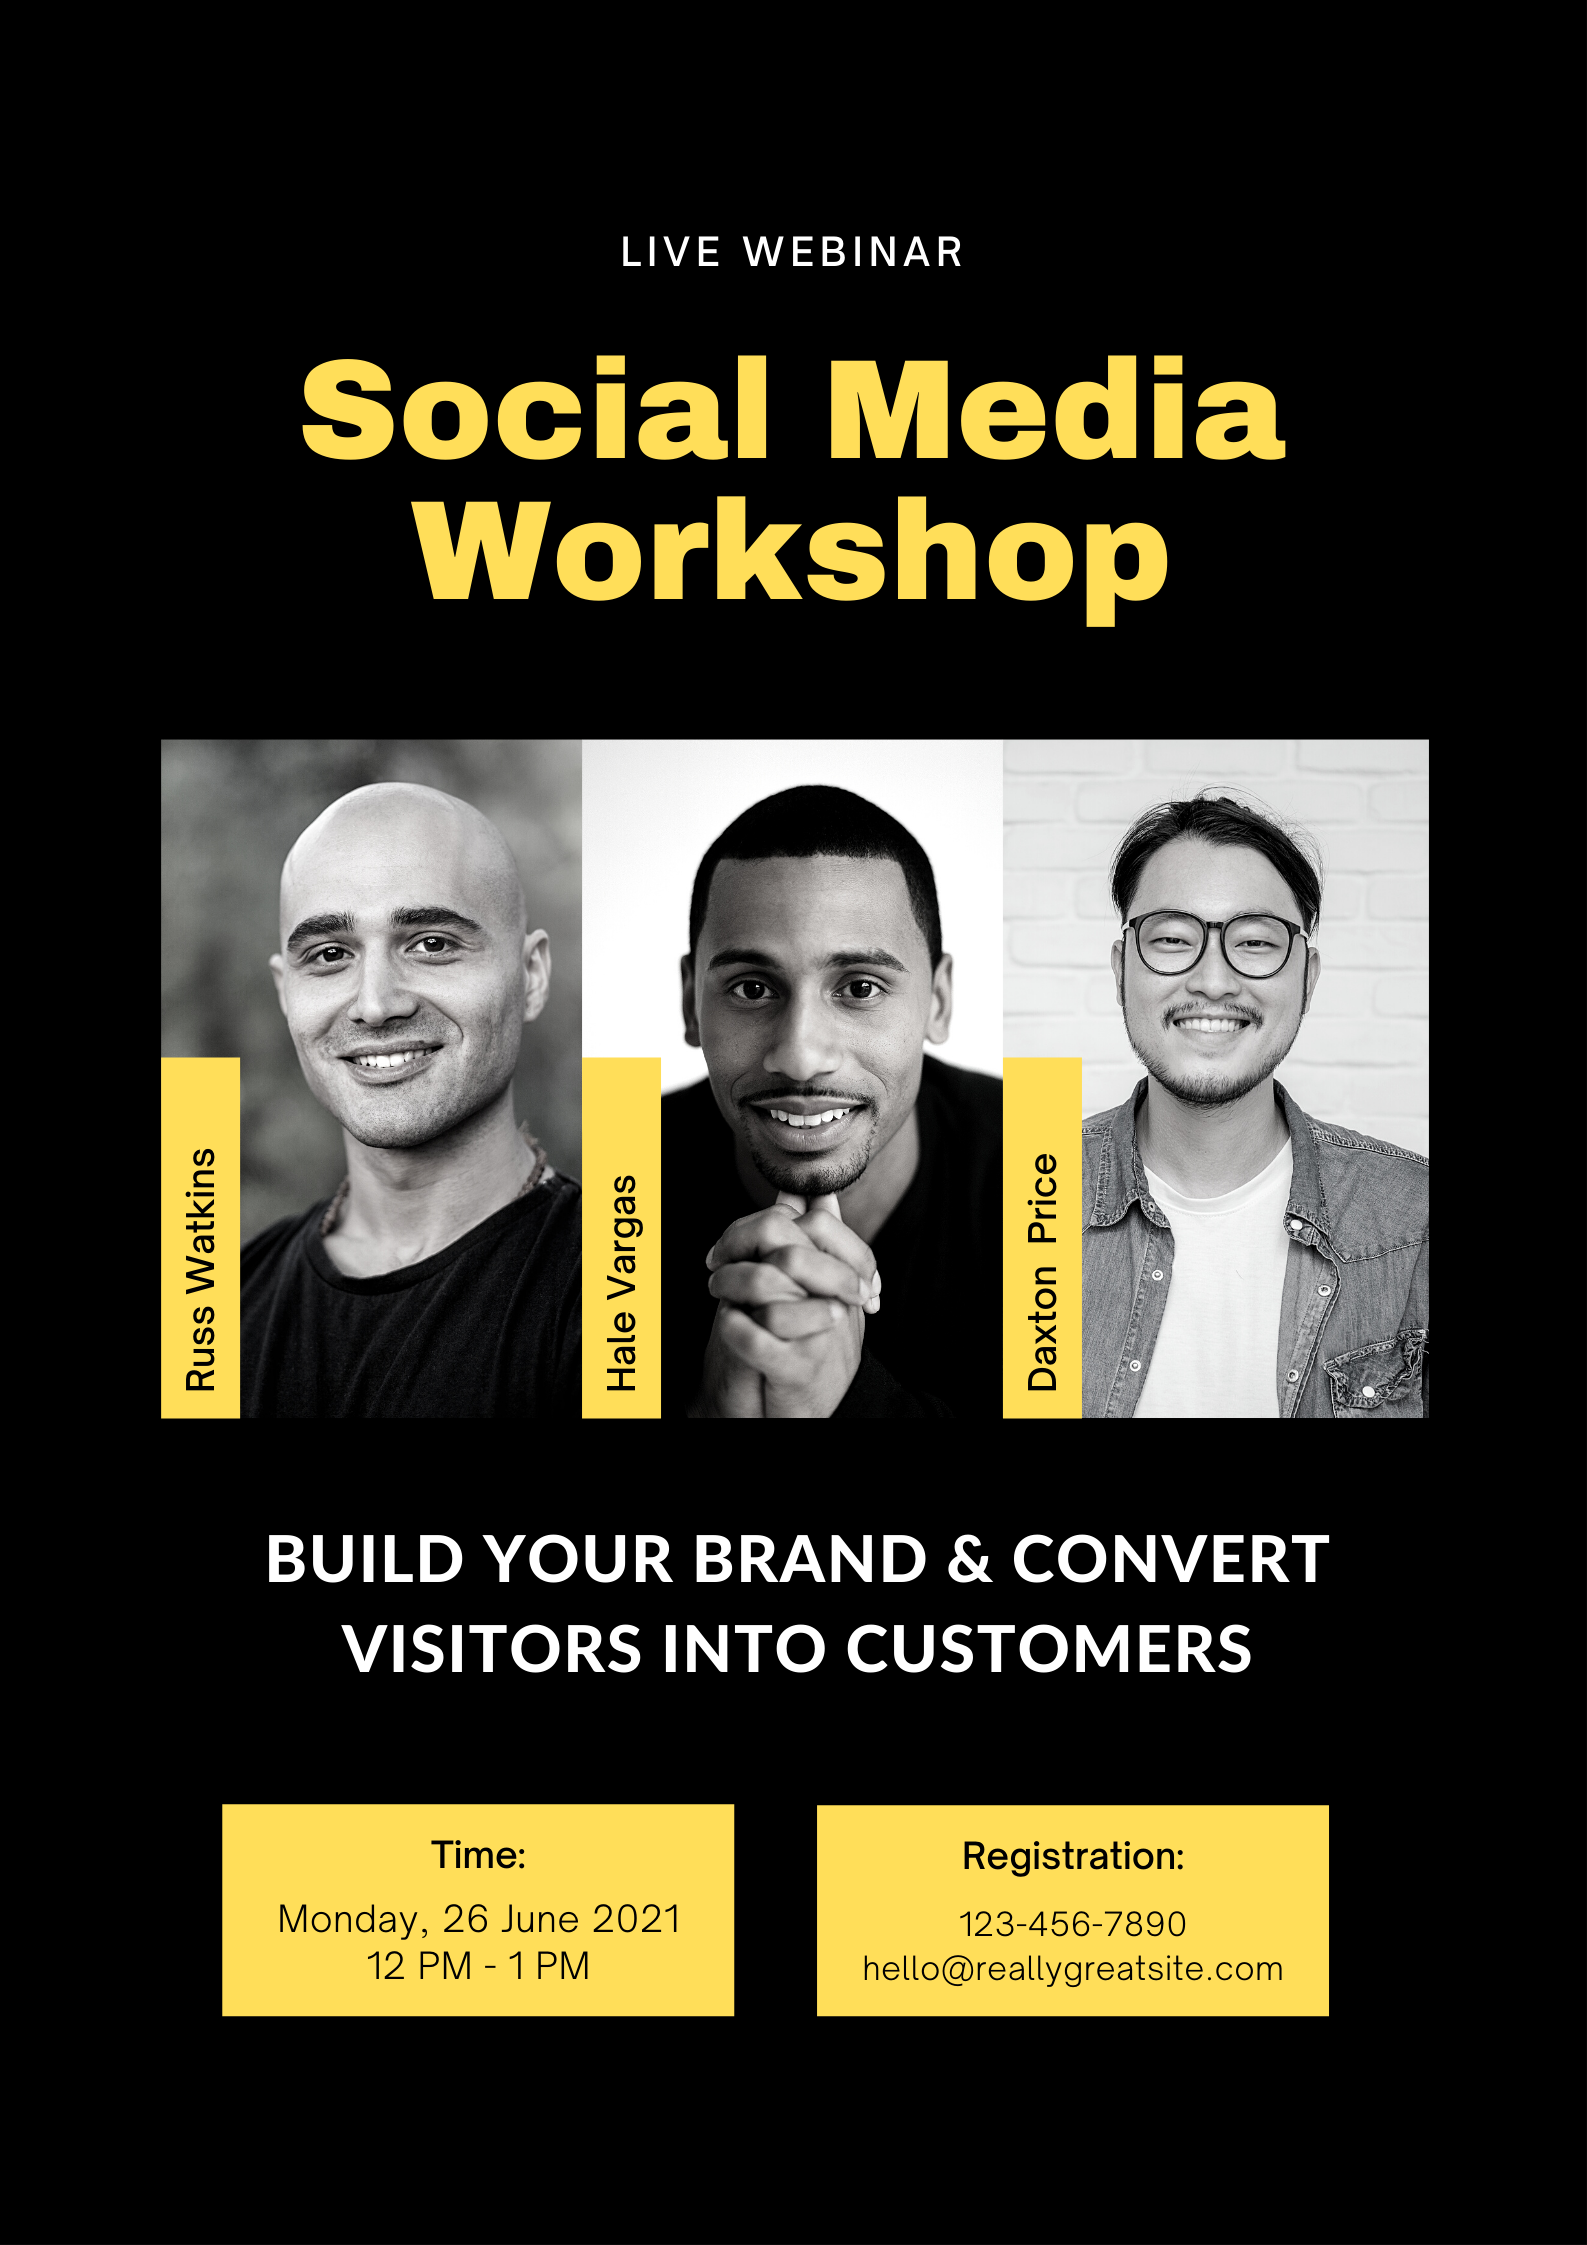 LIVE WEBINAR
Social Media
Workshop
Russ Watkins
Hale Vargas
Daxton Price
BUILD YOUR BRAND & CONVERT
VISITORS INTO CUSTOMERS
Time:
Monday, 26 June 2021
12 PM - 1 PM
Registration:
123-456-7890
hello@reallygreatsite.com